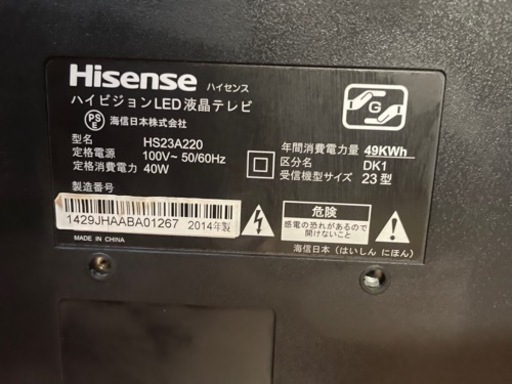 Hisense ハイセンス
ハイビジョンLED液晶テレビ
PSE 海信日本株式会社
型名 HS23A220
定格電源 100V~50/60Hz
定格消費電力 40W
製造番号
1429JHAABA01267 2014年製
MADE IN CHINA
G
年間消費電力量 49KWh
区分名 DK1
受信機型サイズ 23型
危険
感電の恐れがあるので
開けないこと
海信日本（はいしん にほん）